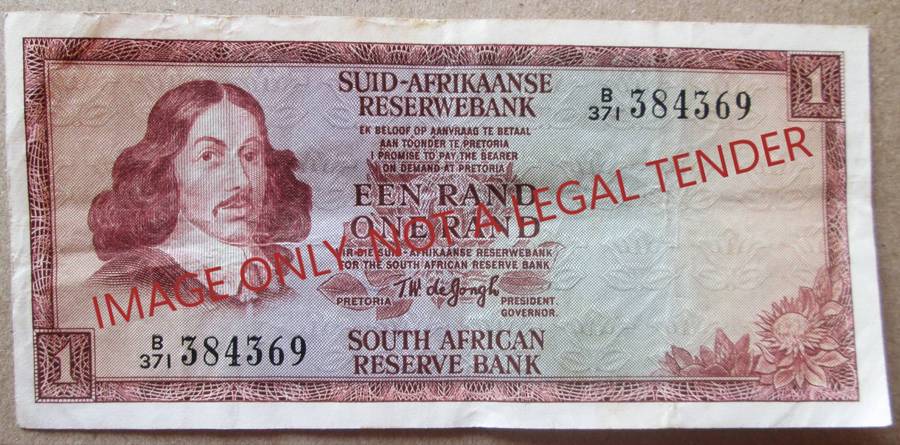 1
SUID-AFRIKAANSE
RESERWEBANK
B/371 384369
EK BELOOF OP AANVRAAG TE BETAAL
AAN TOONDER TE PRETORIA
I PROMISE TO PAY THE BEARER
ON DEMAND AT PRETORIA
EEN RAND
ONE RAND
IMAGE ONLY, NOT A LEGAL TENDER
VIR DIE SUID-AFRIKAANSE RESERWEBANK
FOR THE SOUTH AFRICAN RESERVE BANK
T.W. de Jongh
PRETORIA
PRESIDENT.
GOVERNOR.
B/371 384369
1
SOUTH AFRICAN
RESERVE BANK